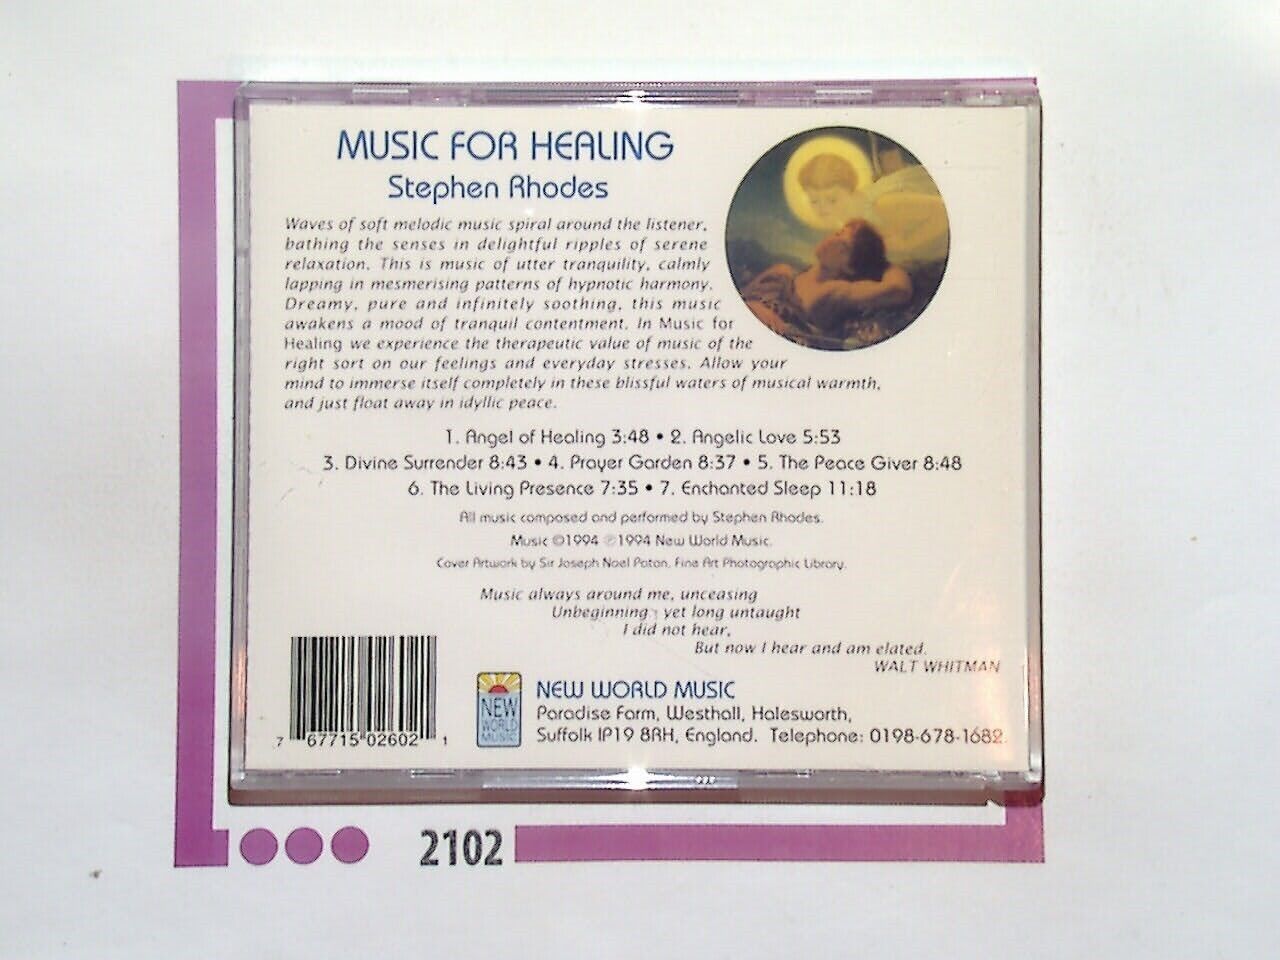 MUSIC FOR HEALING
Stephen Rhodes
Waves of soft melodic music spiral around the listener,
bathing the senses in delightful ripples of serene
relaxation. This is music of utter tranquility, calmly
lapping in mesmerising patterns of hypnotic harmony.
Dreamy, pure and infinitely soothing, this music
awakens a mood of tranquil contentment. In Music for
Healing we experience the therapeutic value of music of the
right sort on our feelings and everyday stresses. Allow your
mind to immerse itself completely in these blissful waters of musical warmth,
and just float away in idyllic peace.
1. Angel of Healing 3:48 • 2. Angelic Love 5:53
3. Divine Surrender 8:43 • 4. Prayer Garden 8:37 • 5. The Peace Giver 8:48
6. The Living Presence 7:35 • 7. Enchanted Sleep 11:18
All music composed and performed by Stephen Rhodes.
Music ©1994 ℗1994 New World Music.
Cover Artwork by Sir Joseph Noel Paton, Fine Art Photographic Library.
Music always around me, unceasing
Unbeginning, yet long untaught
I did not hear,
But now I hear and am elated.
WALT WHITMAN
7 67715 02602 1
NEW WORLD MUSIC
NEW WORLD MUSIC
Paradise Farm, Westhall, Halesworth,
Suffolk IP19 8RH, England. Telephone: 0198-678-1682.
2102